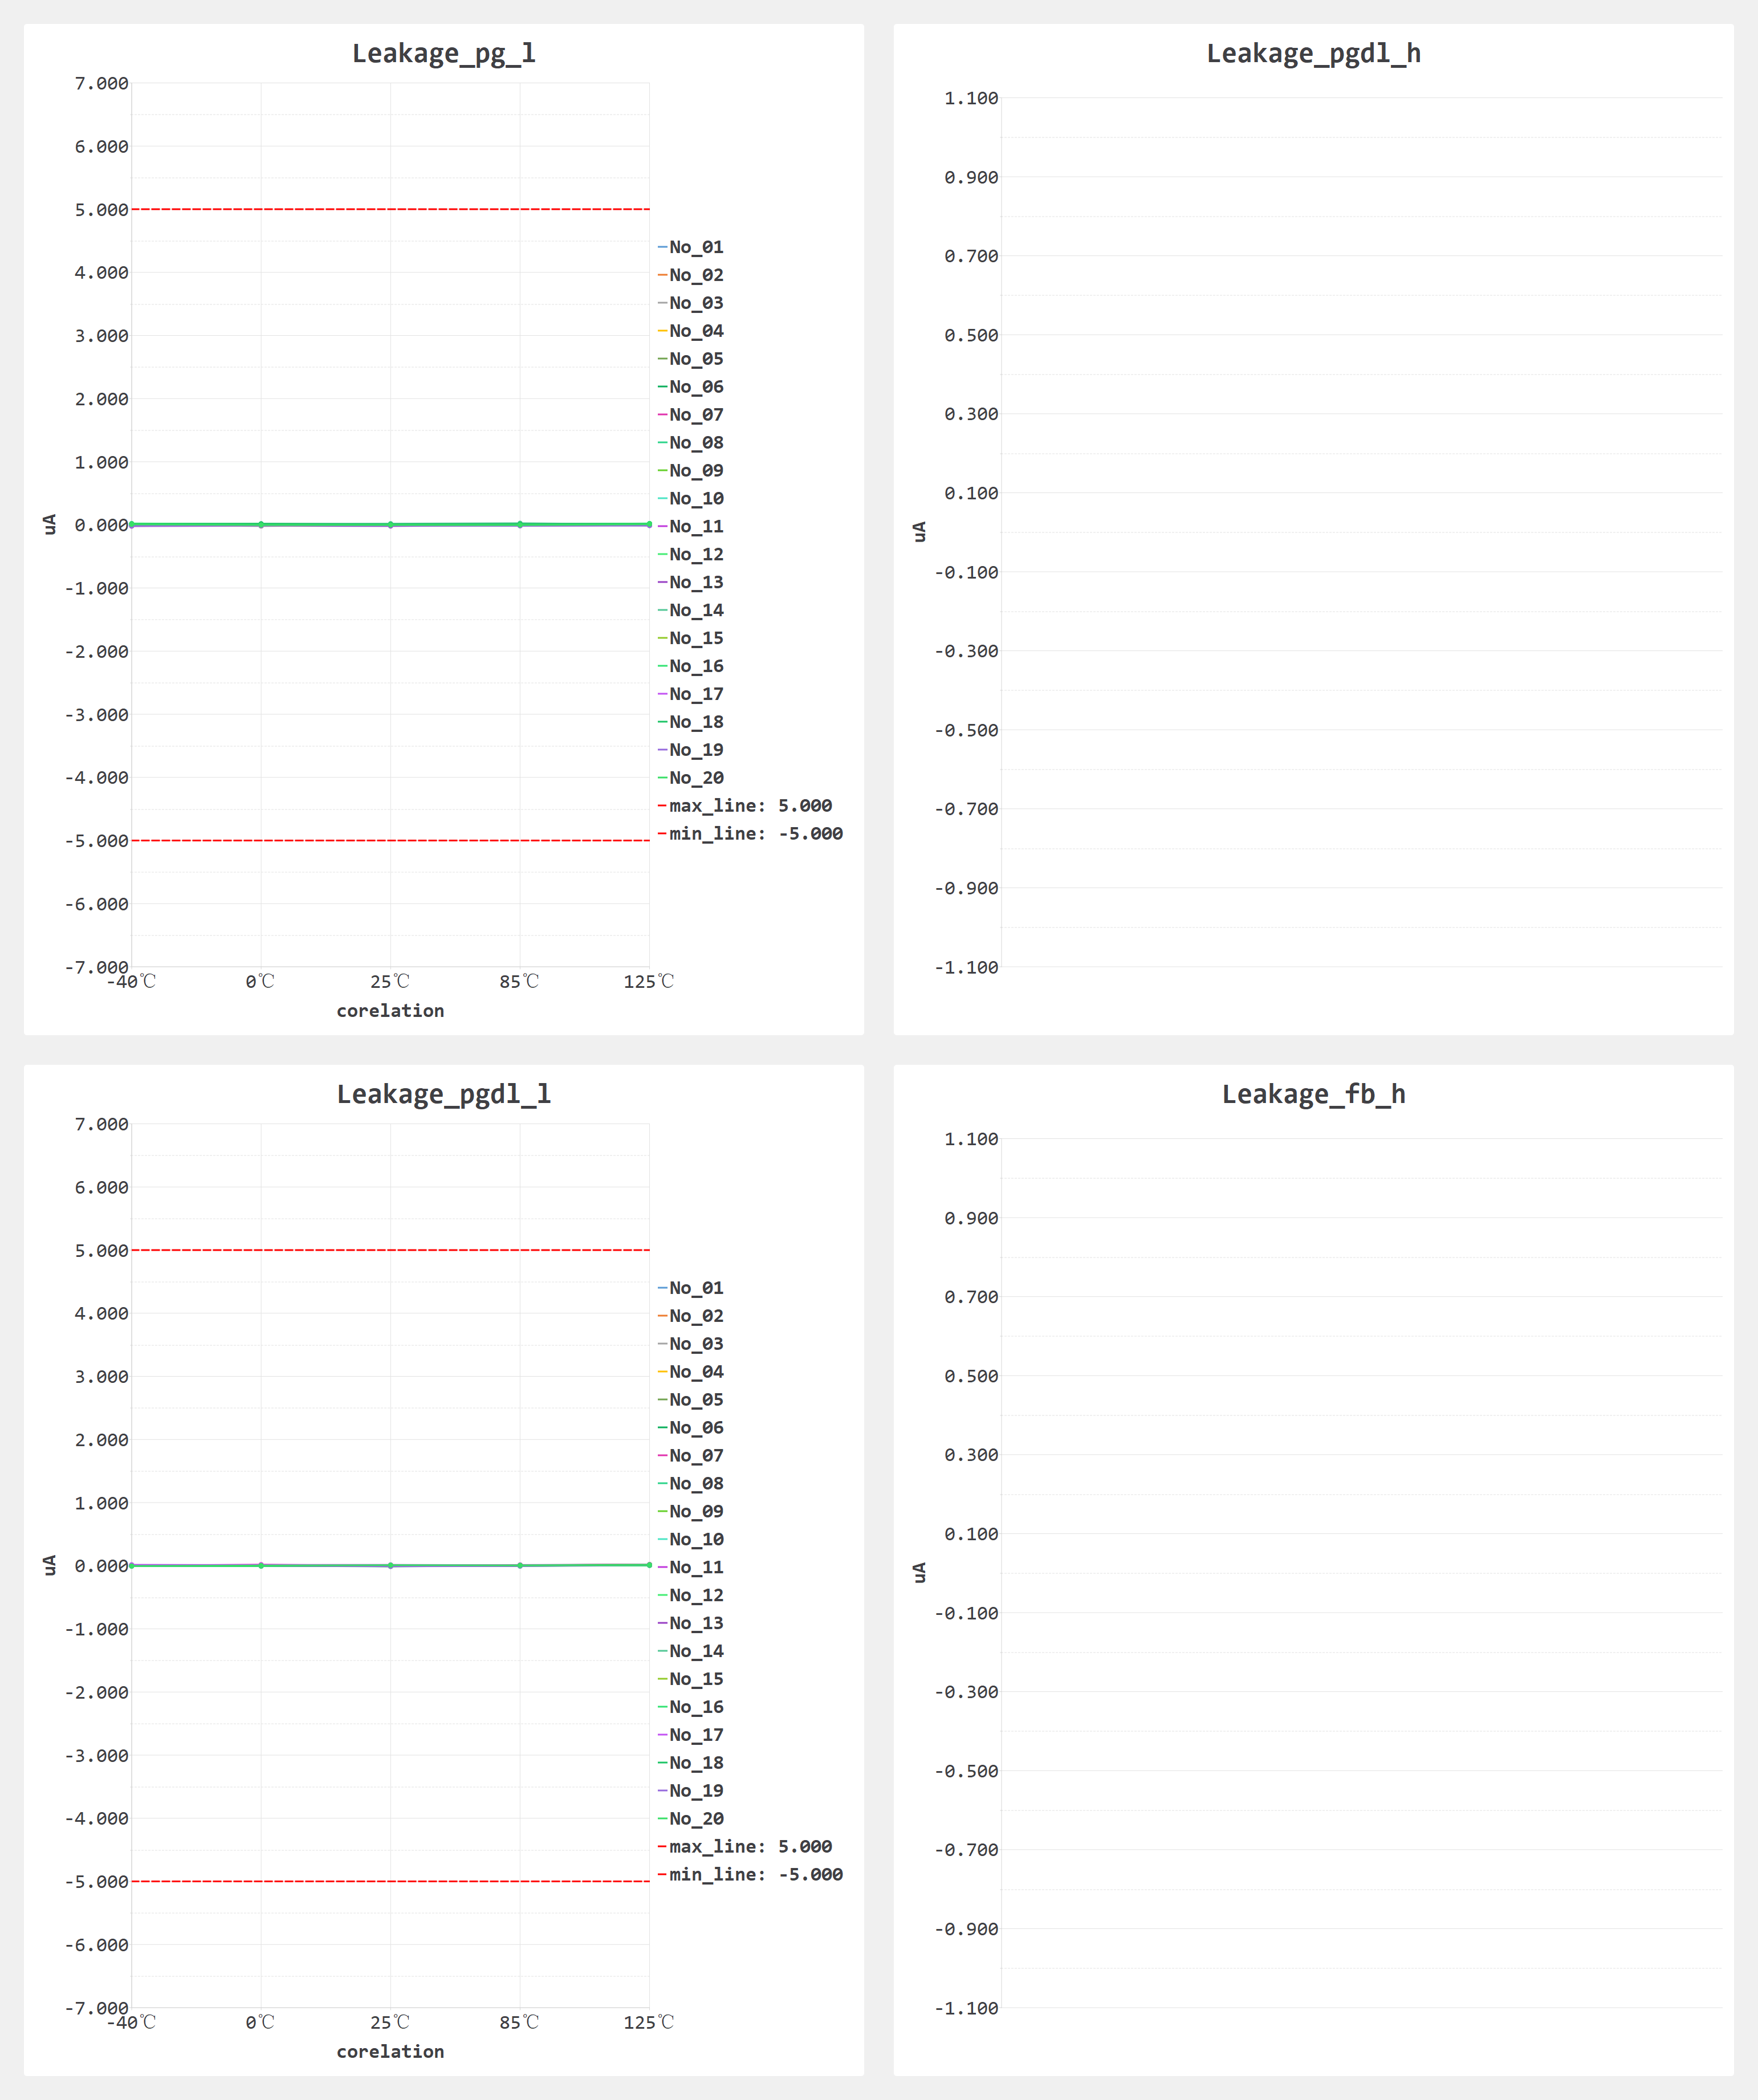 Leakage_pg_l
7.000
6.000
5.000
4.000
3.000
2.000
1.000
0.000
-1.000
-2.000
-3.000
-4.000
-5.000
-6.000
-7.000
uA
-40℃ 0℃ 25℃ 85℃ 125℃
corelation
No_01
No_02
No_03
No_04
No_05
No_06
No_07
No_08
No_09
No_10
No_11
No_12
No_13
No_14
No_15
No_16
No_17
No_18
No_19
No_20
max_line: 5.000
min_line: -5.000
Leakage_pgdl_h
1.100
0.900
0.700
0.500
0.300
0.100
-0.100
-0.300
-0.500
-0.700
-0.900
-1.100
uA
Leakage_pgdl_l
7.000
6.000
5.000
4.000
3.000
2.000
1.000
0.000
-1.000
-2.000
-3.000
-4.000
-5.000
-6.000
-7.000
uA
-40℃ 0℃ 25℃ 85℃ 125℃
corelation
No_01
No_02
No_03
No_04
No_05
No_06
No_07
No_08
No_09
No_10
No_11
No_12
No_13
No_14
No_15
No_16
No_17
No_18
No_19
No_20
max_line: 5.000
min_line: -5.000
Leakage_fb_h
1.100
0.900
0.700
0.500
0.300
0.100
-0.100
-0.300
-0.500
-0.700
-0.900
-1.100
uA